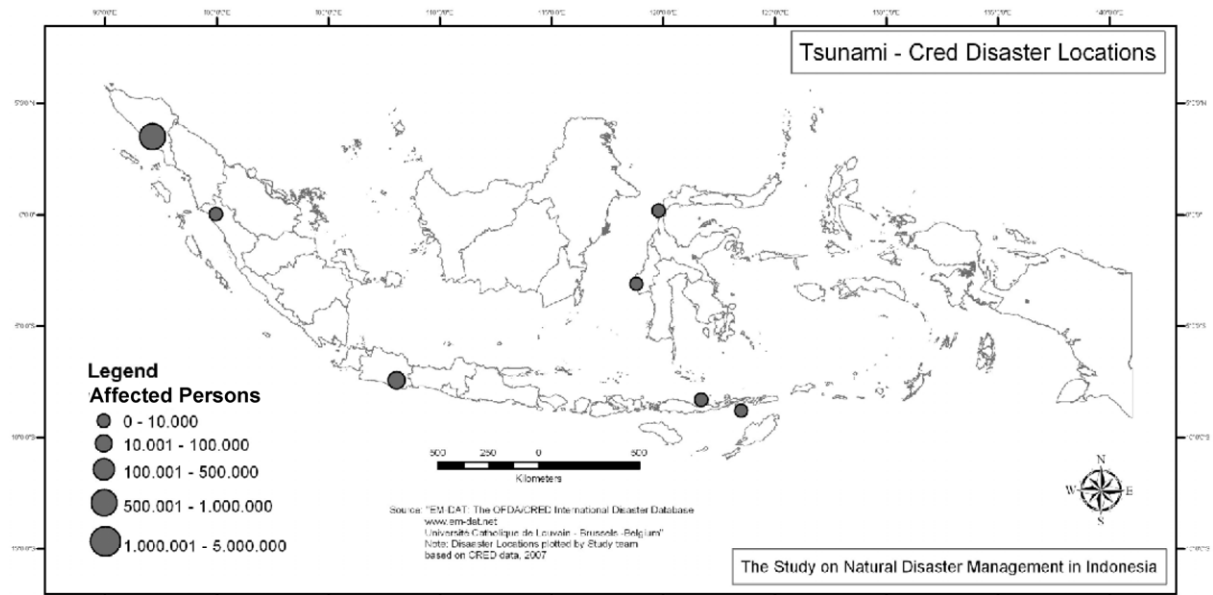 Tsunami - Cred Disaster Locations
Legend
Affected Persons
0 - 10.000
10.001 - 100.000
100.001 - 500.000
500.001 - 1.000.000
1.000.001 - 5.000.000
500 250 0 500
Kilometers
N
W E
S
Source: "EM-DAT: The OFDA/CRED International Disaster Database
www.em-dat.net
Université Catholique de Louvain - Brussels -Belgium"
Note: Disaaster Locations plotted by Study team
based on CRED data, 2007
The Study on Natural Disaster Management in Indonesia